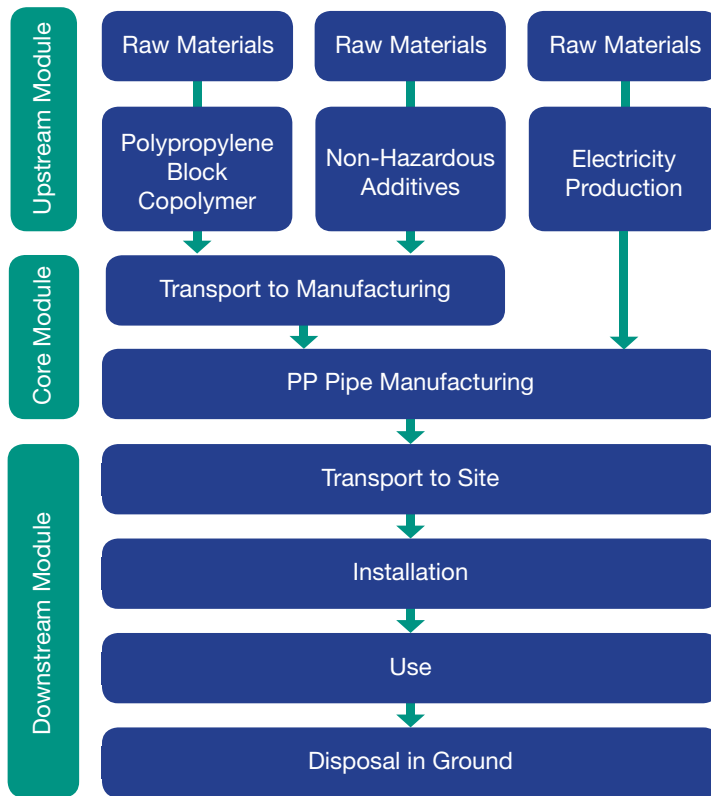 Upstream Module
Raw Materials
Raw Materials
Raw Materials
Polypropylene
Block
Copolymer
Non-Hazardous
Additives
Electricity
Production
Core Module
Transport to Manufacturing
PP Pipe Manufacturing
Downstream Module
Transport to Site
Installation
Use
Disposal in Ground